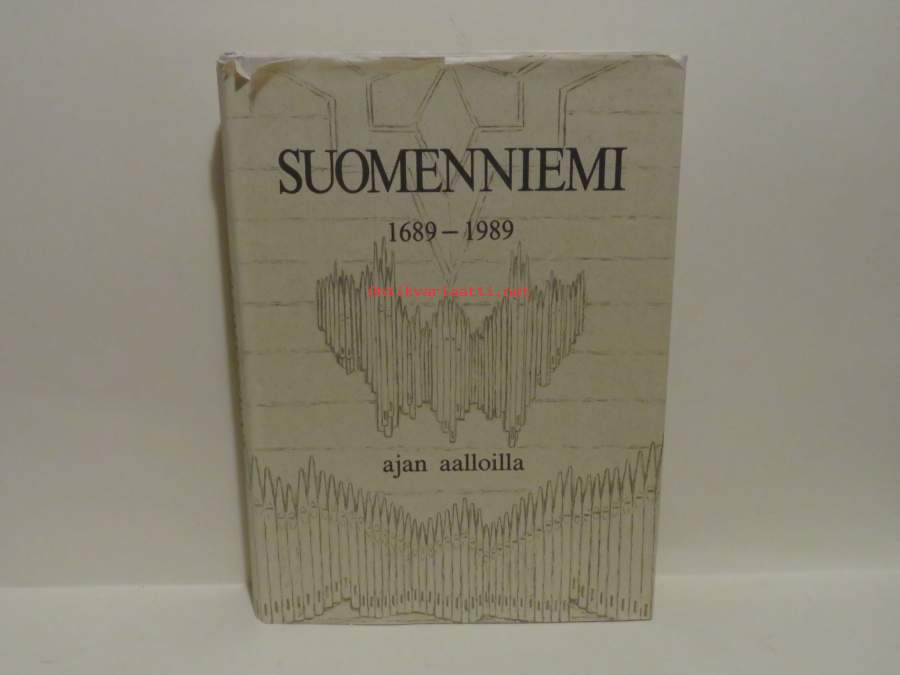 SUOMENNIEMI
1689 – 1989
antikvariaatti.net
ajan aalloilla